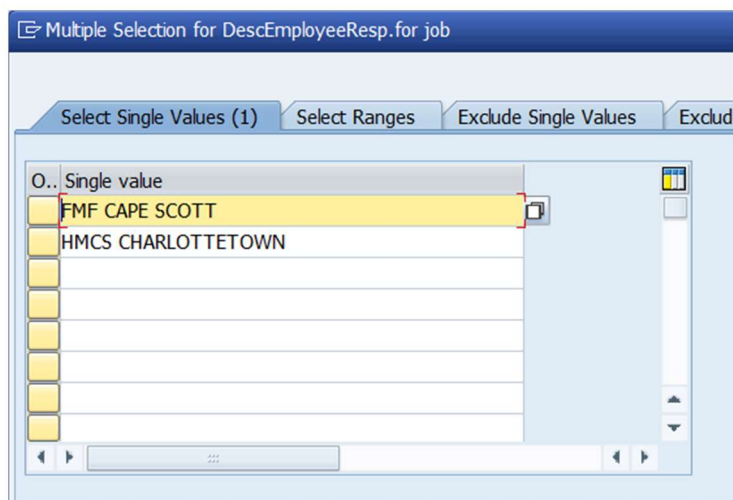 Multiple Selection for DescEmployeeResp.for job
Select Single Values (1) Select Ranges Exclude Single Values Exclud
O.. Single value
FMF CAPE SCOTT
HMCS CHARLOTTETOWN